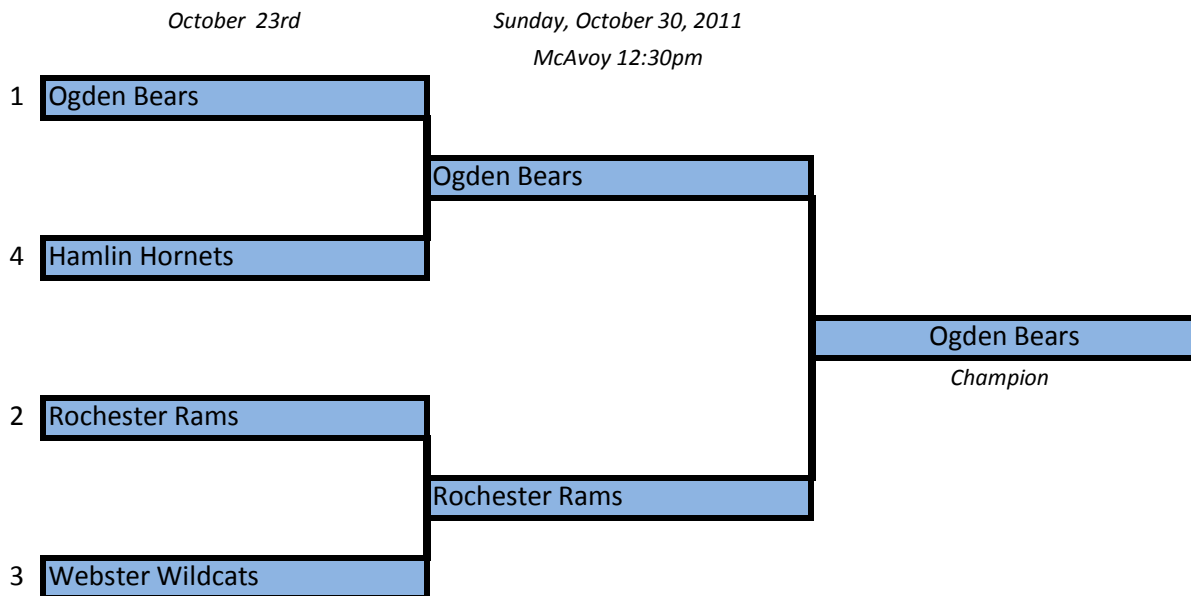 October 23rd
Sunday, October 30, 2011
McAvoy 12:30pm
1 Ogden Bears
Ogden Bears
4 Hamlin Hornets
Ogden Bears
Champion
2 Rochester Rams
Rochester Rams
3 Webster Wildcats